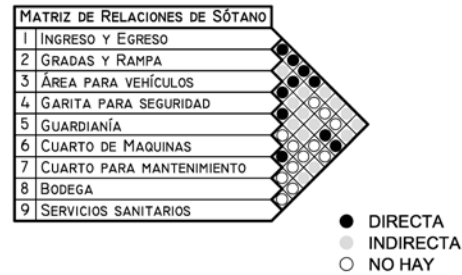 MATRIZ DE RELACIONES DE SÓTANO
1 INGRESO Y EGRESO
2 GRADAS Y RAMPA
3 ÁREA PARA VEHÍCULOS
4 GARITA PARA SEGURIDAD
5 GUARDIANÍA
6 CUARTO DE MAQUINAS
7 CUARTO PARA MANTENIMIENTO
8 BODEGA
9 SERVICIOS SANITARIOS
DIRECTA
INDIRECTA
NO HAY